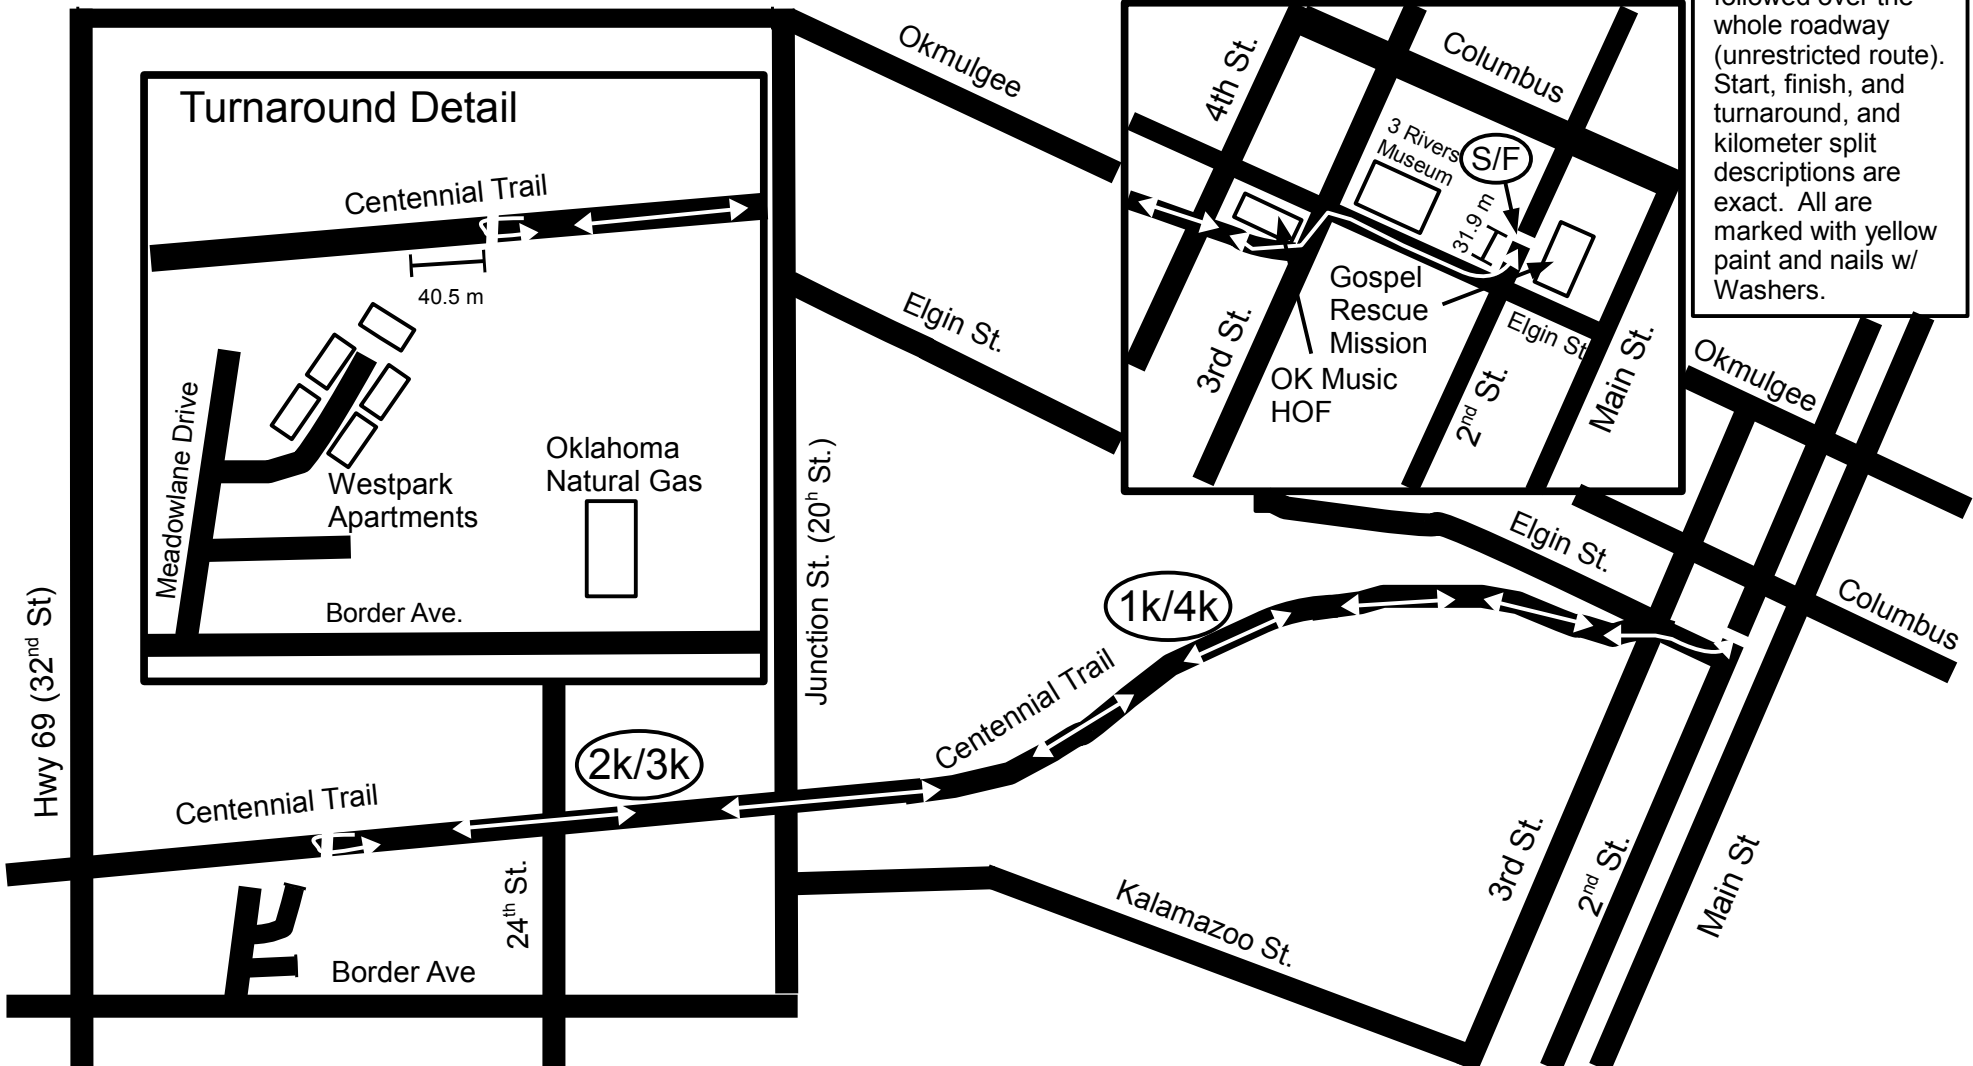 followed over the
whole roadway
(unrestricted route).
Start, finish, and
turnaround, and
kilometer split
descriptions are
exact.  All are
marked with yellow
paint and nails w/
Washers.
Okmulgee
Elgin St.
4th St.
Columbus
3 Rivers
Museum
S/F
31.9 m
Gospel
Rescue
Mission
OK Music
HOF
3rd St.
2nd St.
Elgin St
Main St.
Turnaround Detail
Centennial Trail
40.5 m
Meadowlane Drive
Westpark
Apartments
Oklahoma
Natural Gas
Border Ave.
Hwy 69 (32nd St)
Junction St. (20h St.)
Okmulgee
Elgin St.
Columbus
1k/4k
Centennial Trail
2k/3k
Centennial Trail
24th St.
Border Ave
Kalamazoo St.
3rd St.
2nd St.
Main St